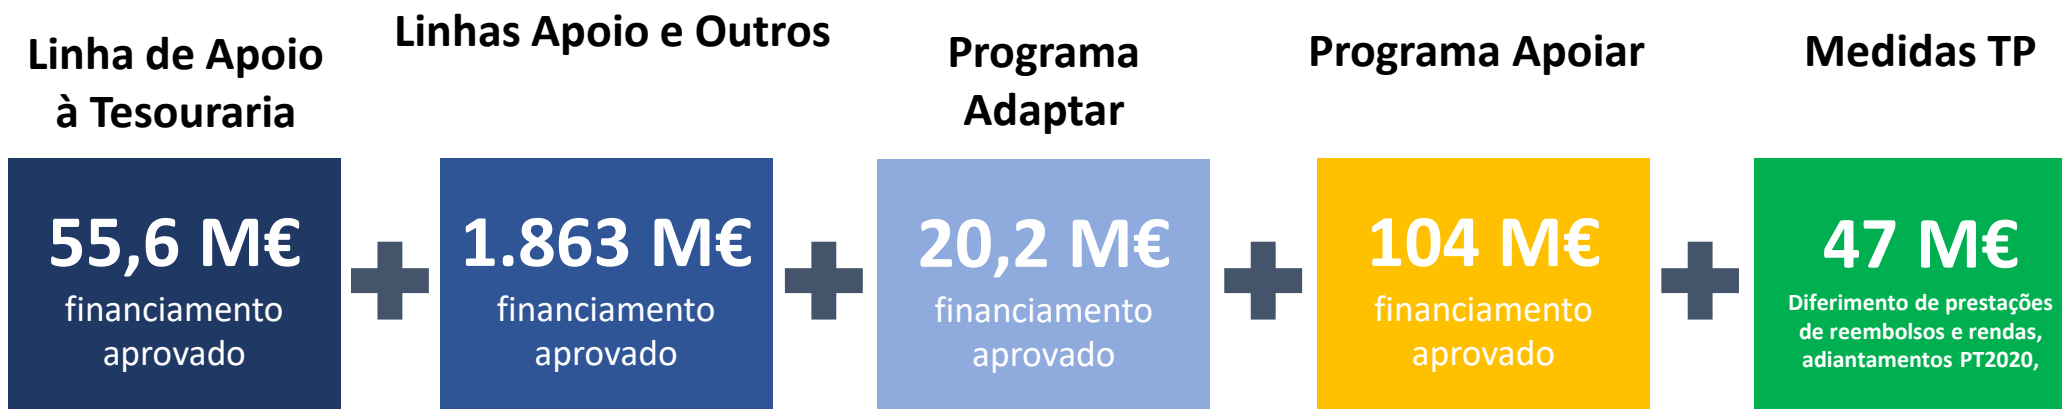 Linha de Apoio
à Tesouraria
55,6 M€
financiamento
aprovado
Linhas Apoio e Outros
1.863 M€
financiamento
aprovado
Programa
Adaptar
20,2 M€
financiamento
aprovado
Programa Apoiar
104 M€
financiamento
aprovado
Medidas TP
47 M€
Diferimento de prestações
de reembolsos e rendas,
adiantamentos PT2020,